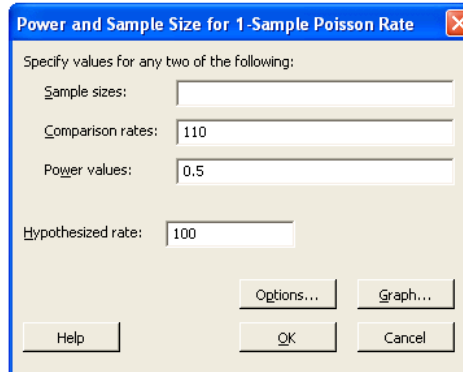 Power and Sample Size for 1-Sample Poisson Rate
Specify values for any two of the following:
Sample sizes:
Comparison rates: 110
Power values: 0.5
Hypothesized rate: 100
Options... Graph...
Help OK Cancel